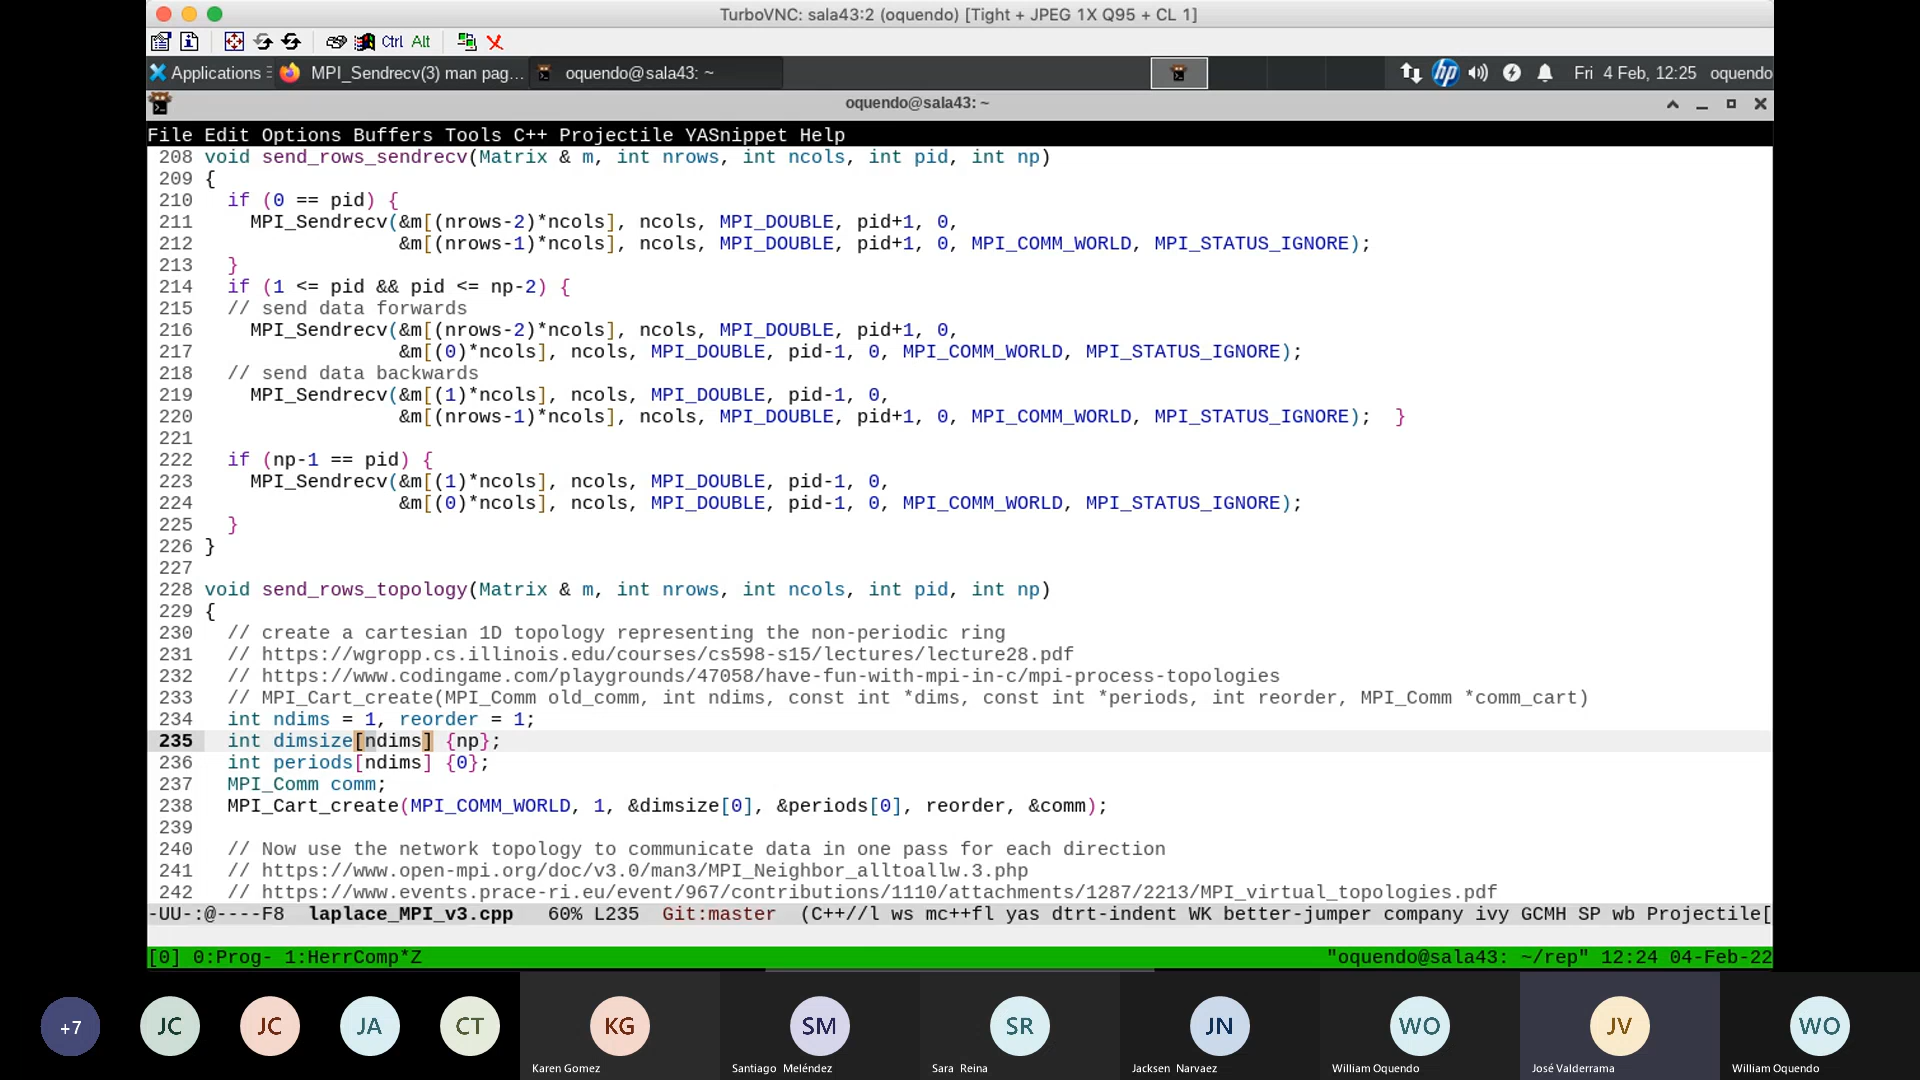 TurboVNC: sala43:2 (oquendo) [Tight + JPEG 1X Q95 + CL 1]
Ctrl Alt
Applications MPI_Sendrecv(3) man pag... oquendo@sala43: ~ Fri 4 Feb, 12:25 oquendo
oquendo@sala43: ~
File Edit Options Buffers Tools C++ Projectile YASnippet Help
208 void send_rows_sendrecv(Matrix & m, int nrows, int ncols, int pid, int np)
209 {
210   if (0 == pid) {
211     MPI_Sendrecv(&m[(nrows-2)*ncols], ncols, MPI_DOUBLE, pid+1, 0,
212                  &m[(nrows-1)*ncols], ncols, MPI_DOUBLE, pid+1, 0, MPI_COMM_WORLD, MPI_STATUS_IGNORE);
213   }
214   if (1 <= pid && pid <= np-2) {
215   // send data forwards
216     MPI_Sendrecv(&m[(nrows-2)*ncols], ncols, MPI_DOUBLE, pid+1, 0,
217                  &m[(0)*ncols], ncols, MPI_DOUBLE, pid-1, 0, MPI_COMM_WORLD, MPI_STATUS_IGNORE);
218   // send data backwards
219     MPI_Sendrecv(&m[(1)*ncols], ncols, MPI_DOUBLE, pid-1, 0,
220                  &m[(nrows-1)*ncols], ncols, MPI_DOUBLE, pid+1, 0, MPI_COMM_WORLD, MPI_STATUS_IGNORE);  }
221
222   if (np-1 == pid) {
223     MPI_Sendrecv(&m[(1)*ncols], ncols, MPI_DOUBLE, pid-1, 0,
224                  &m[(0)*ncols], ncols, MPI_DOUBLE, pid-1, 0, MPI_COMM_WORLD, MPI_STATUS_IGNORE);
225   }
226 }
227
228 void send_rows_topology(Matrix & m, int nrows, int ncols, int pid, int np)
229 {
230   // create a cartesian 1D topology representing the non-periodic ring
231   // https://wgropp.cs.illinois.edu/courses/cs598-s15/lectures/lecture28.pdf
232   // https://www.codingame.com/playgrounds/47058/have-fun-with-mpi-in-c/mpi-process-topologies
233   // MPI_Cart_create(MPI_Comm old_comm, int ndims, const int *dims, const int *periods, int reorder, MPI_Comm *comm_cart)
234   int ndims = 1, reorder = 1;
235   int dimsize[ndims] {np};
236   int periods[ndims] {0};
237   MPI_Comm comm;
238   MPI_Cart_create(MPI_COMM_WORLD, 1, &dimsize[0], &periods[0], reorder, &comm);
239
240   // Now use the network topology to communicate data in one pass for each direction
241   // https://www.open-mpi.org/doc/v3.0/man3/MPI_Neighbor_alltoallw.3.php
242   // https://www.events.prace-ri.eu/event/967/contributions/1110/attachments/1287/2213/MPI_virtual_topologies.pdf
-UU-:@----F8  laplace_MPI_v3.cpp   60% L235  Git:master  (C++//l ws mc++fl yas dtrt-indent WK better-jumper company ivy GCMH SP wb Projectile[
[0] 0:Prog- 1:HerrComp*Z "oquendo@sala43: ~/rep" 12:24 04-Feb-22
+7 JC JC JA CT KG SM SR JN WO JV WO
Karen Gomez Santiago Meléndez Sara Reina Jacksen Narvaez William Oquendo José Valderrama William Oquendo